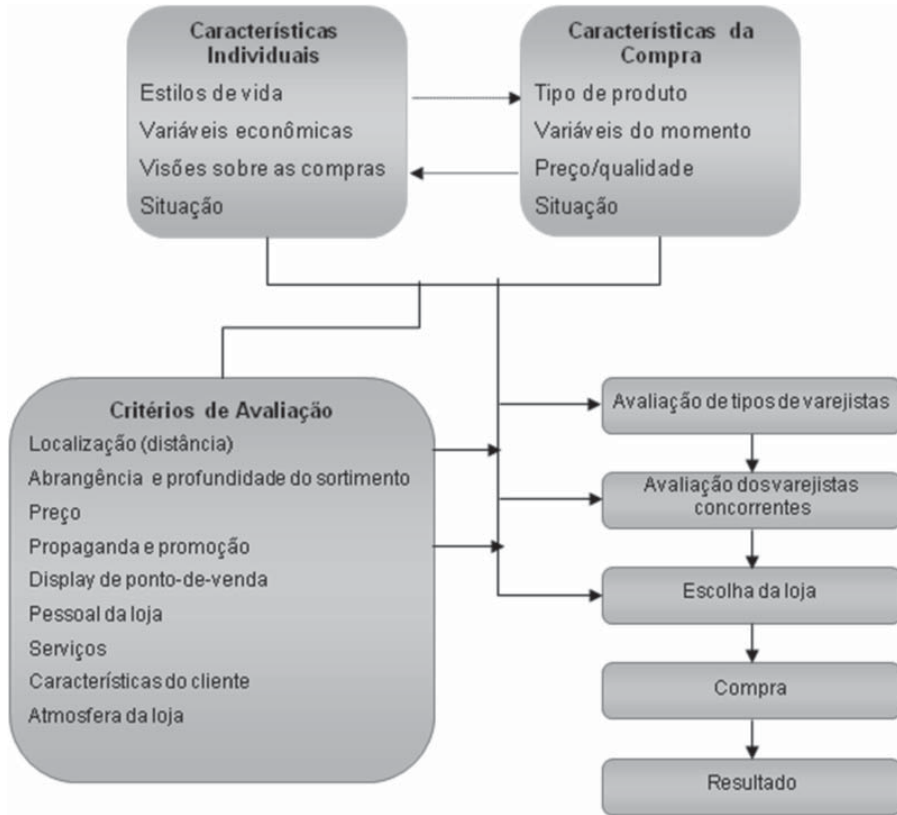 Características
Individuais
Estilos de vida
Variáveis econômicas
Visões sobre as compras
Situação
Características da
Compra
Tipo de produto
Variáveis do momento
Preço/qualidade
Situação
Critérios de Avaliação
Localização (distância)
Abrangência e profundidade do sortimento
Preço
Propaganda e promoção
Display de ponto-de-venda
Pessoal da loja
Serviços
Características do cliente
Atmosfera da loja
Avaliação de tipos de varejistas
Avaliação dos varejistas
concorrentes
Escolha da loja
Compra
Resultado